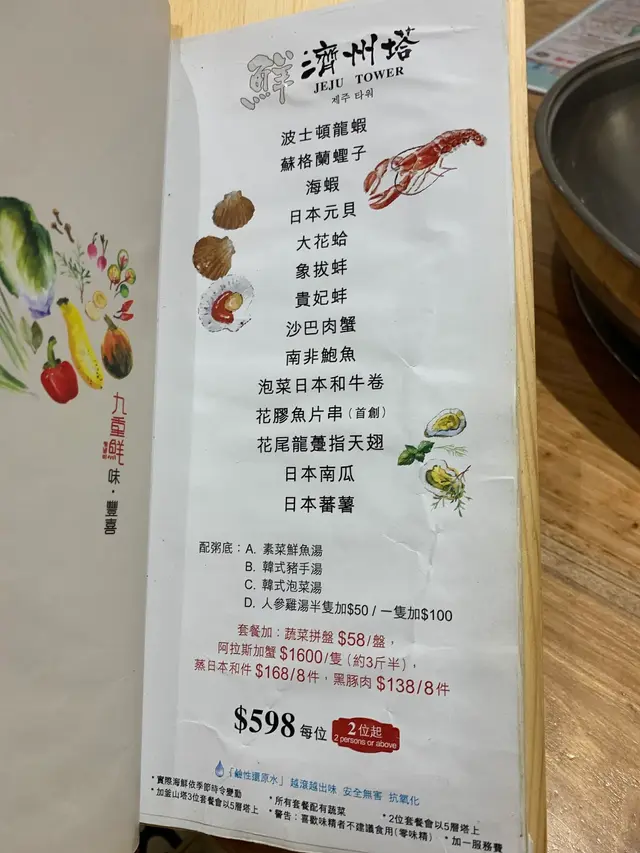 鮮 濟州塔
JEJU TOWER
제주 타워
波士頓龍蝦
蘇格蘭蟶子
海蝦
日本元貝
大花蛤
象拔蚌
貴妃蚌
沙巴肉蟹
南非鮑魚
泡菜日本和牛卷
花膠魚片串(首創)
花尾龍躉指天翅
日本南瓜
日本蕃薯
配粥底:A. 素菜鮮魚湯
B. 韓式豬手湯
C. 韓式泡菜湯
D. 人參雞湯半隻加$50 / 一隻加$100
套餐加:蔬菜拼盤 $58/盤,
阿拉斯加蟹 $1600/隻 (約3斤半),
蒸日本和件 $168/8件,黑豚肉 $138/8件
$598 每位 2位起
2 persons or above
「鹼性還原水」 越滾越出味 安全無害 抗氧化
*實際海鮮依季節時令變動
*加釜山塔3位套餐會以5層塔上
*所有套餐配有蔬菜
*警告:喜歡味精者不建議食用(零味精)
*2位套餐會以5層塔上
*加一服務費
九重鮮
味・豐喜